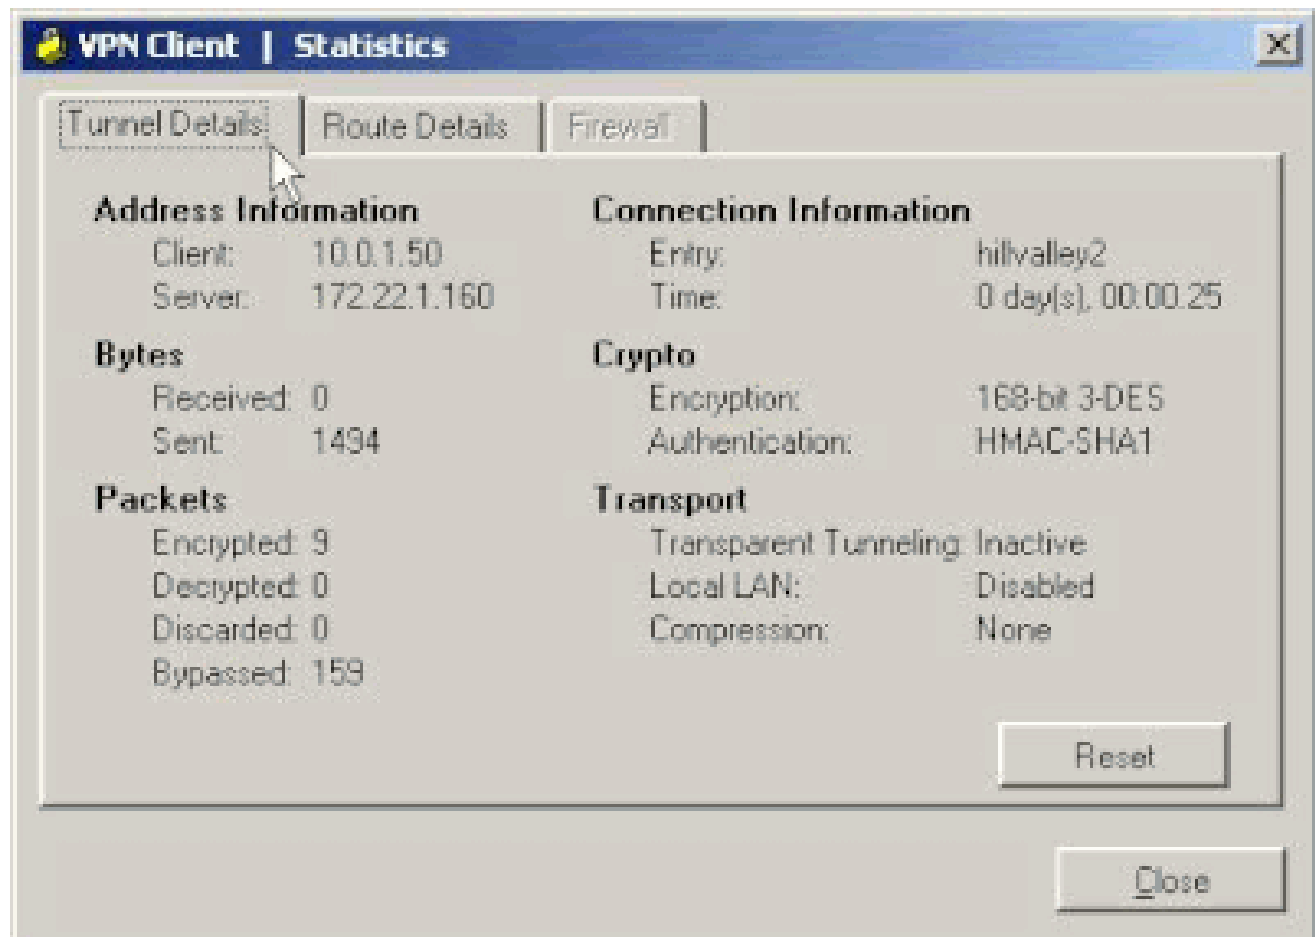 VPN Client | Statistics
Tunnel Details
Route Details
Firewall
Address Information
Client: 10.0.1.50
Server: 172.22.1.160
Bytes
Received: 0
Sent: 1494
Packets
Encrypted: 9
Decrypted: 0
Discarded: 0
Bypassed: 159
Connection Information
Entry: hillvalley2
Time: 0 day(s), 00:00.25
Crypto
Encryption: 168-bit 3-DES
Authentication: HMAC-SHA1
Transport
Transparent Tunneling: Inactive
Local LAN: Disabled
Compression: None
Reset
Close